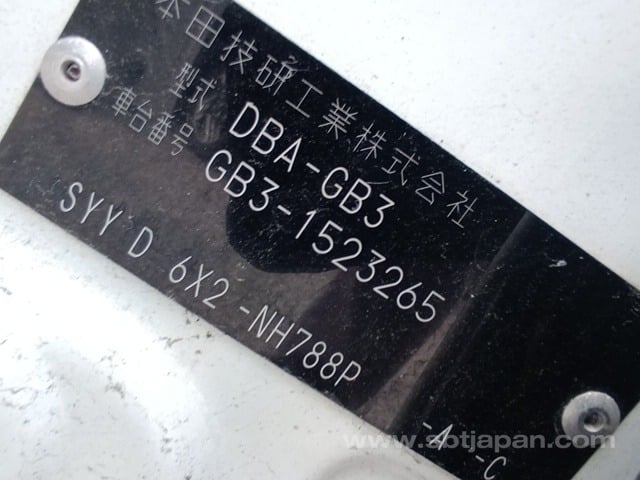 本田技研工業株式会社
型式 DBA-GB3
車台番号 GB3-1523265
SYY D 6X2 -NH788P -A -C
www.sbtjapan.com